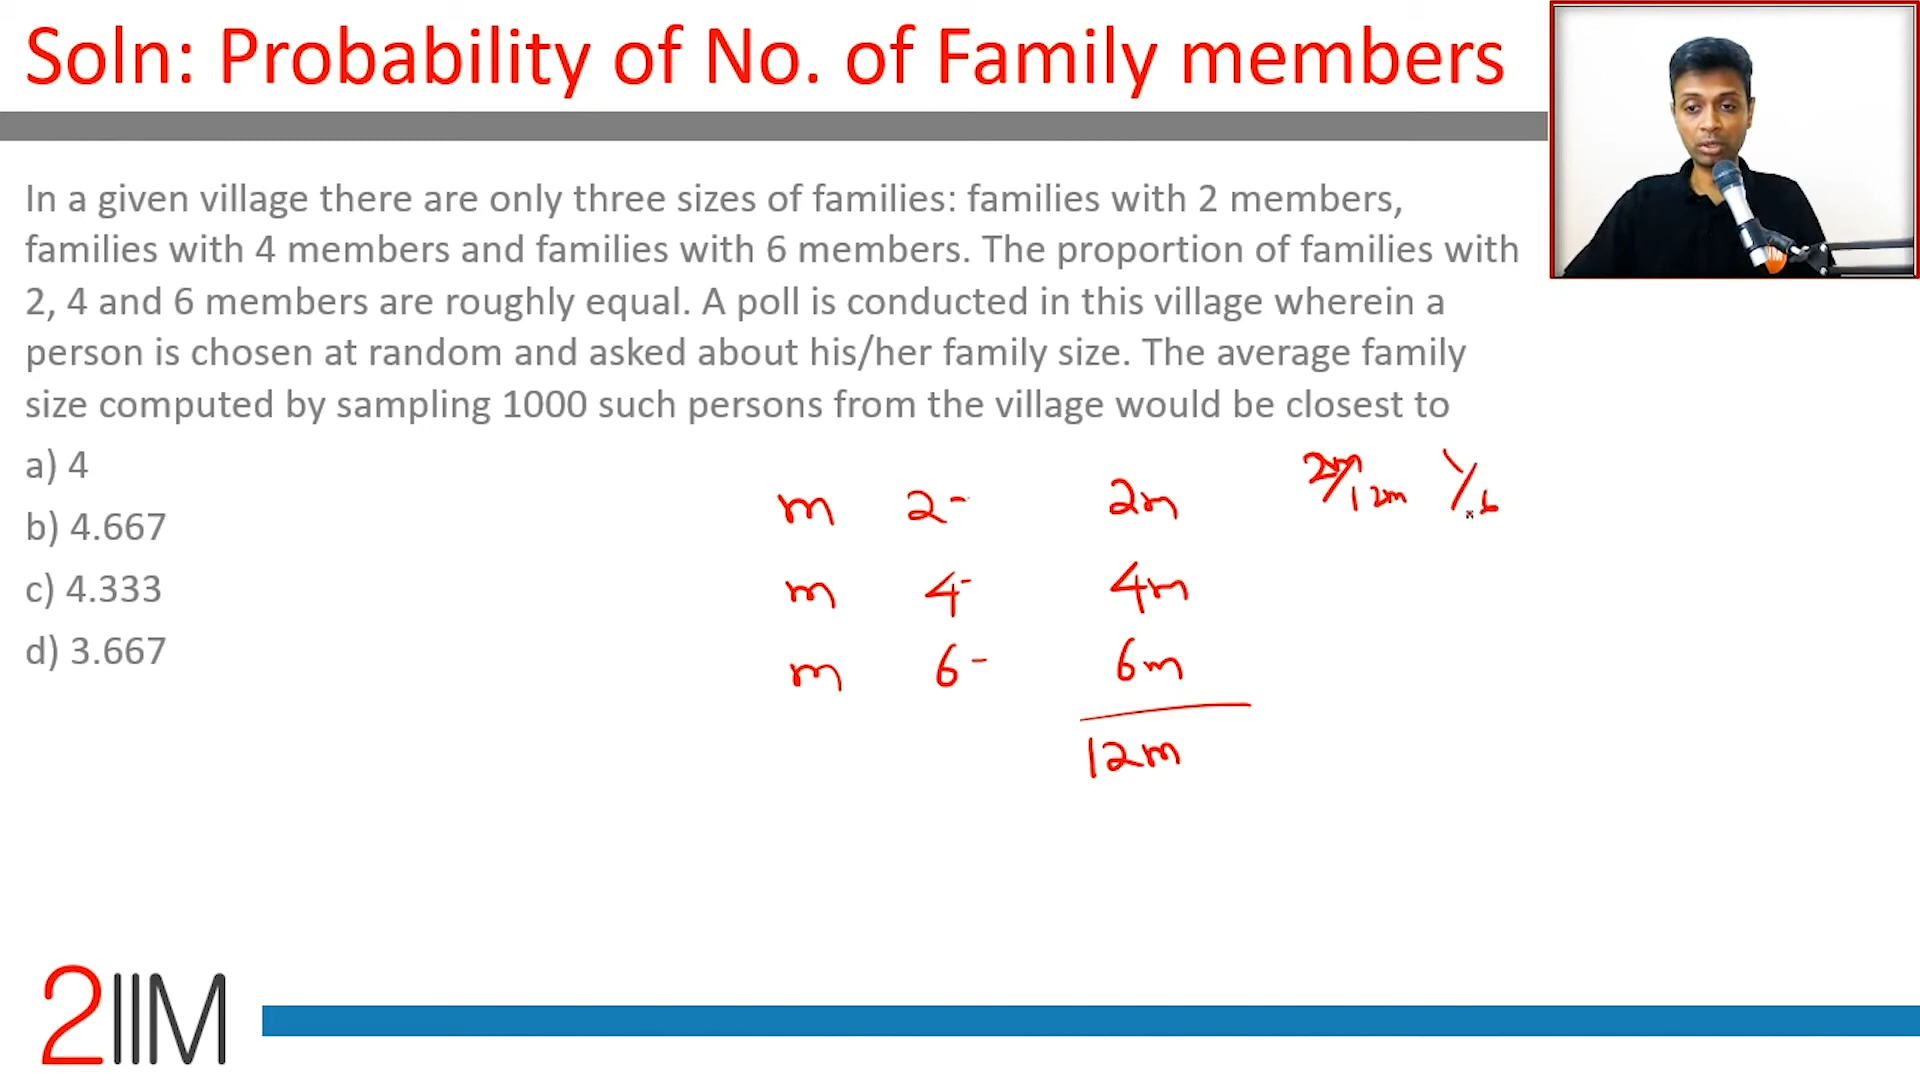 Soln: Probability of No. of Family members
In a given village there are only three sizes of families: families with 2 members,
families with 4 members and families with 6 members. The proportion of families with
2, 4 and 6 members are roughly equal. A poll is conducted in this village wherein a
person is chosen at random and asked about his/her family size. The average family
size computed by sampling 1000 such persons from the village would be closest to
a) 4
b) 4.667
c) 4.333
d) 3.667
m 2- 2m 2m/12m 1/6
m 4- 4m
m 6- 6m
12m
2IIM